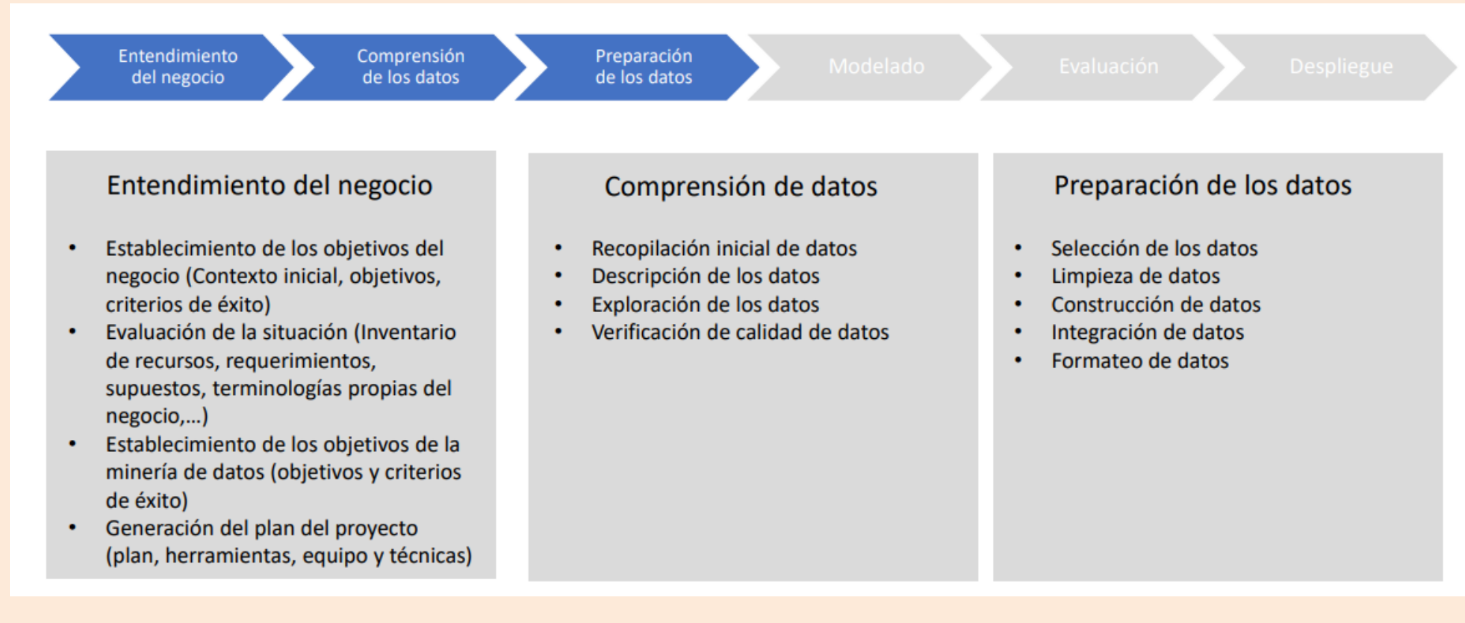 Entendimiento
del negocio
Comprensión
de los datos
Preparación
de los datos
Modelado
Evaluación
Despliegue
Entendimiento del negocio
• Establecimiento de los objetivos del
negocio (Contexto inicial, objetivos,
criterios de éxito)
• Evaluación de la situación (Inventario
de recursos, requerimientos,
supuestos, terminologías propias del
negocio,...)
• Establecimiento de los objetivos de la
minería de datos (objetivos y criterios
de éxito)
• Generación del plan del proyecto
(plan, herramientas, equipo y técnicas)
Comprensión de datos
• Recopilación inicial de datos
• Descripción de los datos
• Exploración de los datos
• Verificación de calidad de datos
Preparación de los datos
• Selección de los datos
• Limpieza de datos
• Construcción de datos
• Integración de datos
• Formateo de datos